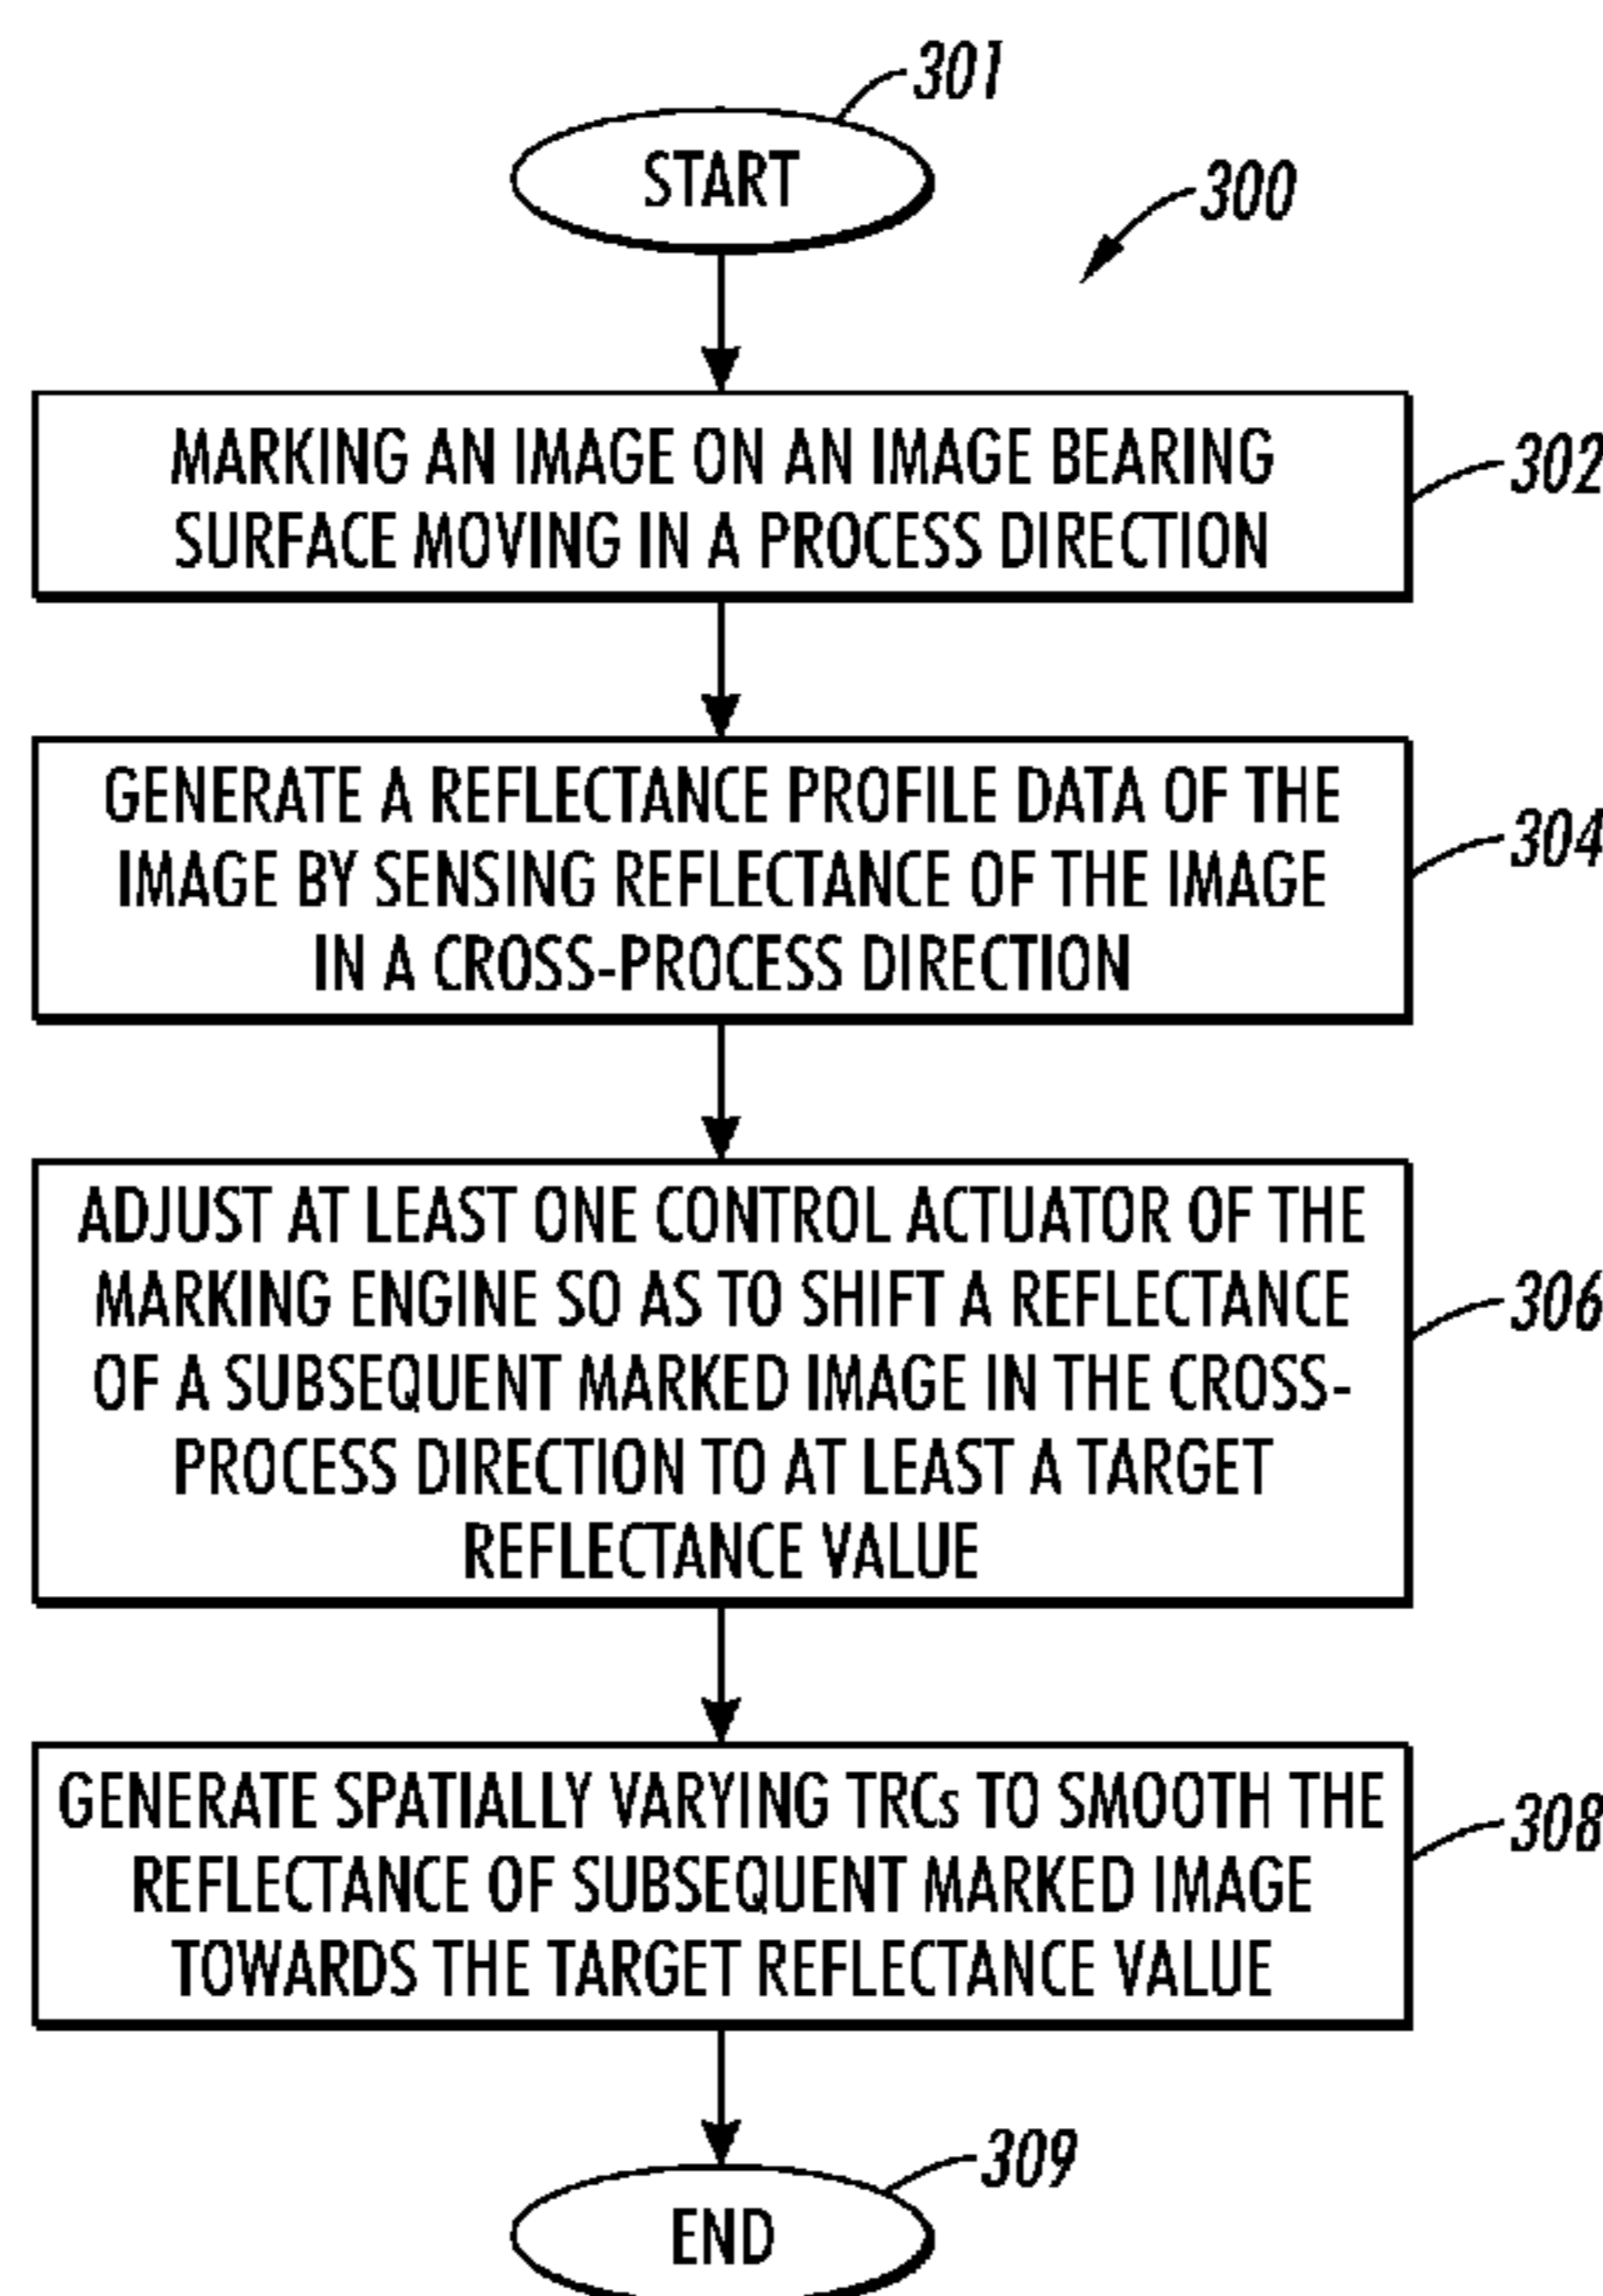 301
START
300
MARKING AN IMAGE ON AN IMAGE BEARING
SURFACE MOVING IN A PROCESS DIRECTION
302
GENERATE A REFLECTANCE PROFILE DATA OF THE
IMAGE BY SENSING REFLECTANCE OF THE IMAGE
IN A CROSS-PROCESS DIRECTION
304
ADJUST AT LEAST ONE CONTROL ACTUATOR OF THE
MARKING ENGINE SO AS TO SHIFT A REFLECTANCE
OF A SUBSEQUENT MARKED IMAGE IN THE CROSS-
PROCESS DIRECTION TO AT LEAST A TARGET
REFLECTANCE VALUE
306
GENERATE SPATIALLY VARYING TRCs TO SMOOTH THE
REFLECTANCE OF SUBSEQUENT MARKED IMAGE
TOWARDS THE TARGET REFLECTANCE VALUE
308
309
END